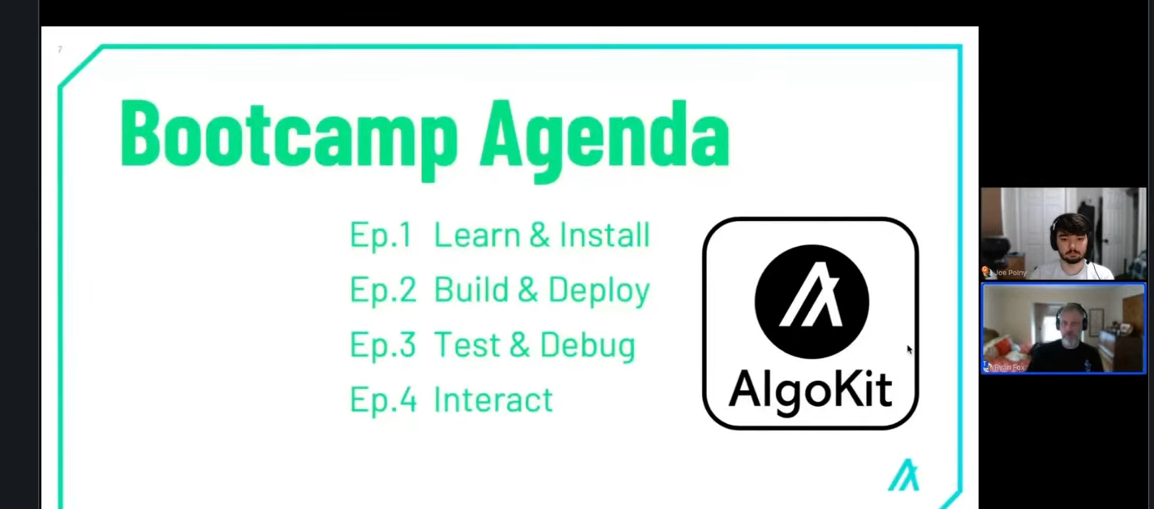 7
Bootcamp Agenda
Ep.1 Learn & Install
Ep.2 Build & Deploy
Ep.3 Test & Debug
Ep.4 Interact
AlgoKit
Joe Polny
Ryan Fox